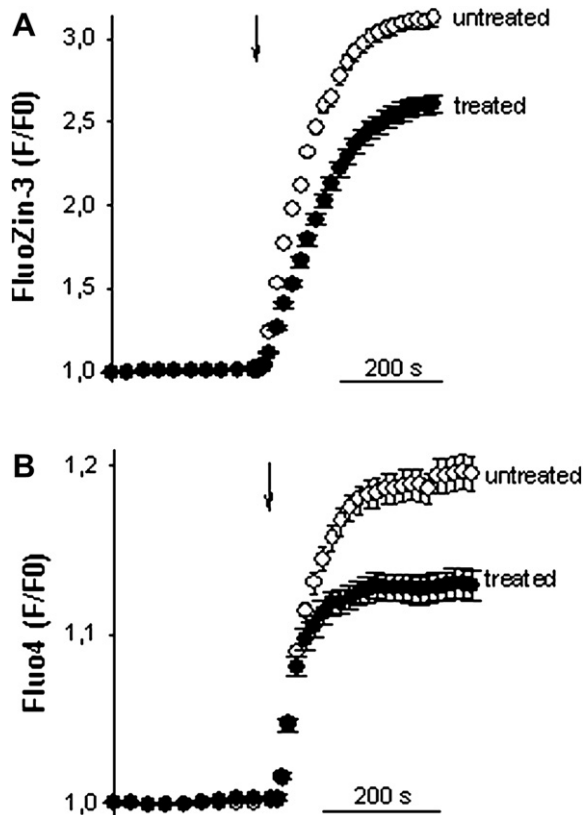 A
untreated
treated
FluoZin-3 (F/F0)
3,0
2,5
2,0
1,5
1,0
200 s
B
untreated
treated
Fluo4 (F/F0)
1,2
1,1
1,0
200 s